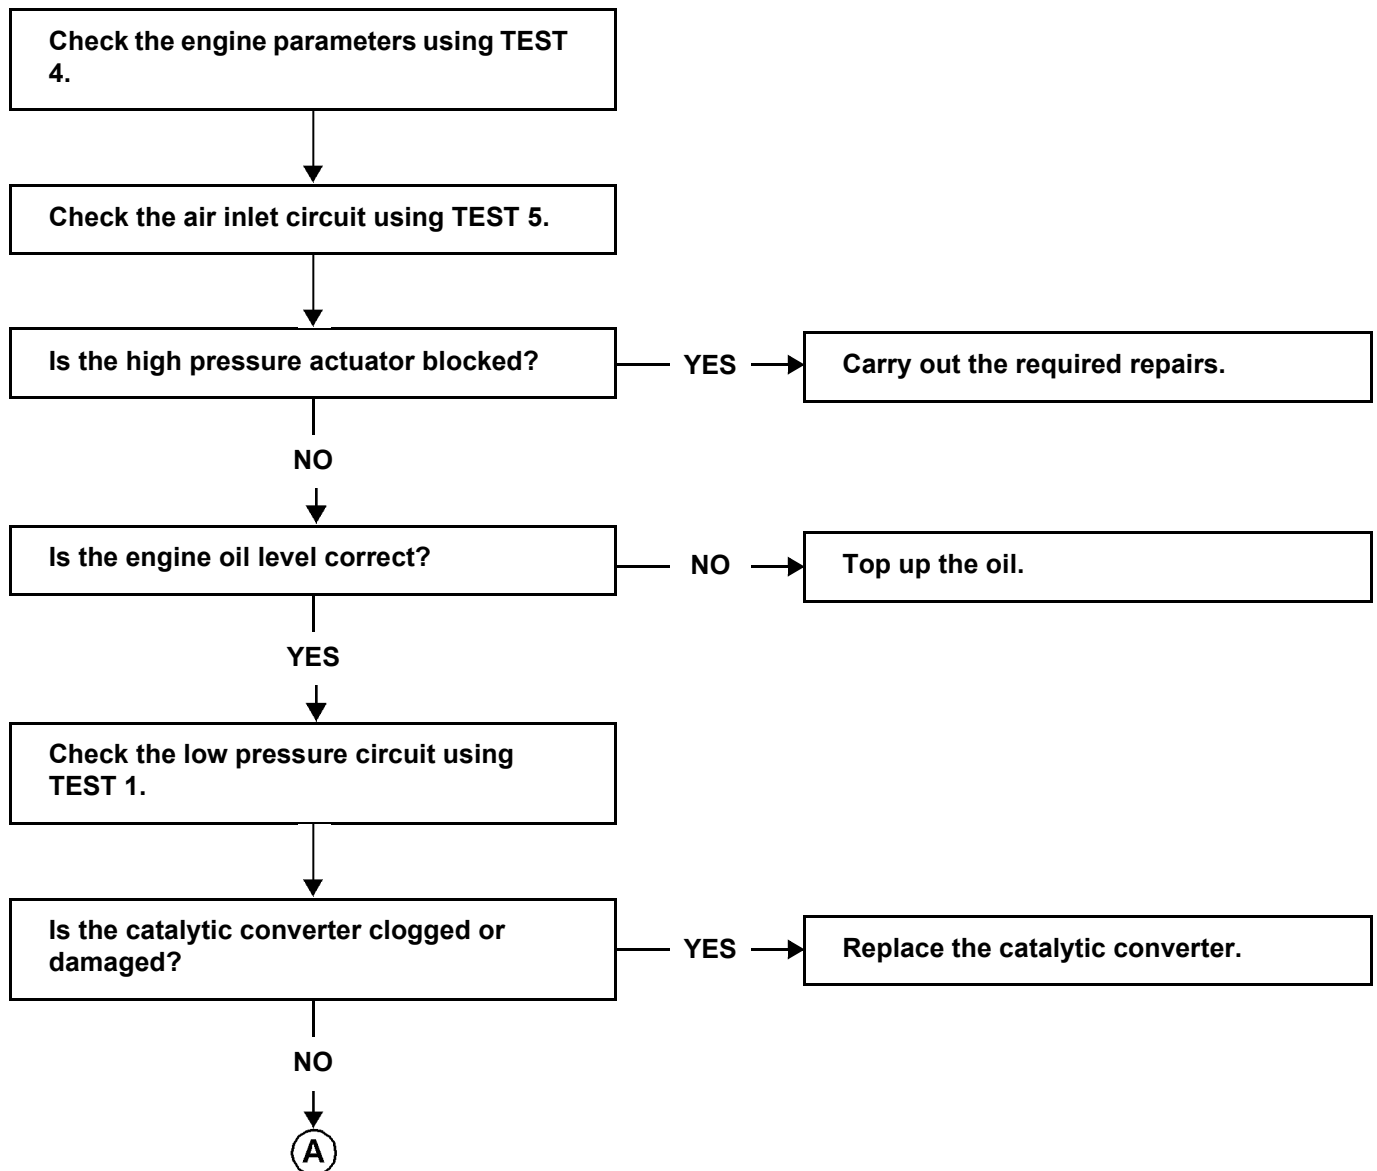 Check the engine parameters using TEST
4.
Check the air inlet circuit using TEST 5.
Is the high pressure actuator blocked?
YES
Carry out the required repairs.
NO
Is the engine oil level correct?
NO
Top up the oil.
YES
Check the low pressure circuit using
TEST 1.
Is the catalytic converter clogged or
damaged?
YES
Replace the catalytic converter.
NO
A